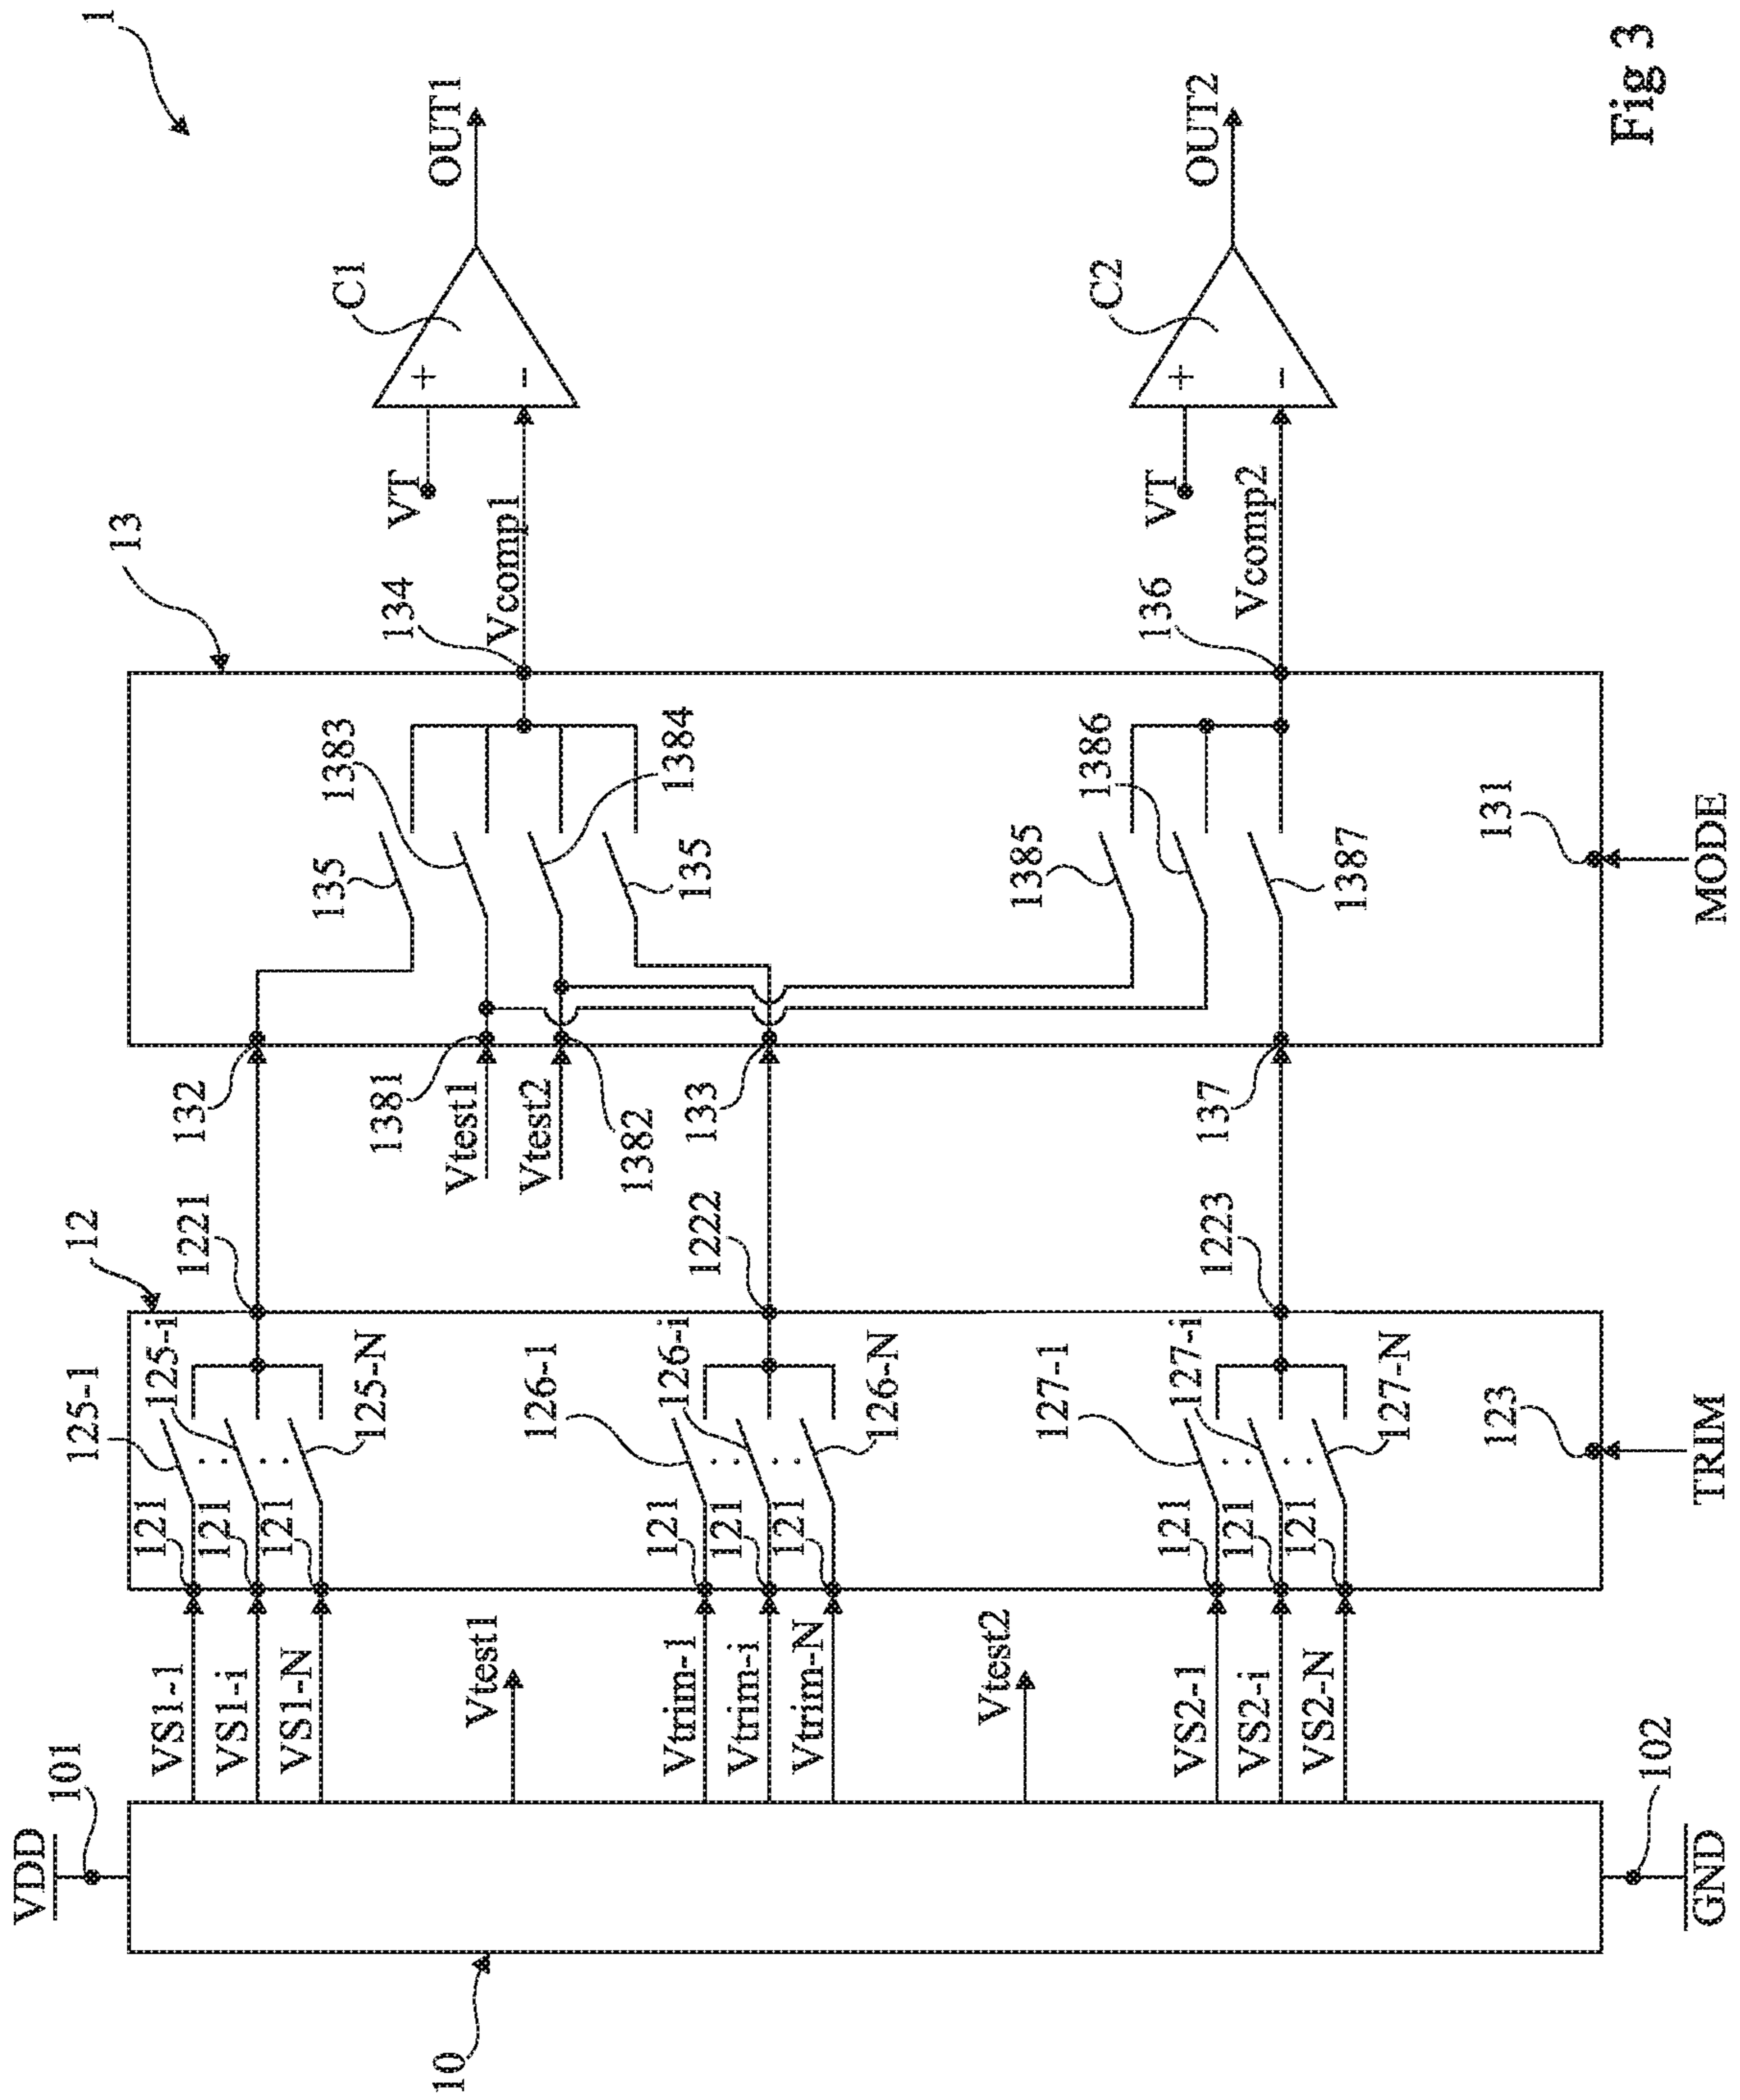 1
VDD
101
10
102
GND
VS1-1
VS1-i
VS1-N
Vtest1
Vtrim-1
Vtrim-i
Vtrim-N
Vtest2
VS2-1
VS2-i
VS2-N
12
121
121
121
125-1
125-i
125-N
1221
121
121
121
126-1
126-i
126-N
1222
121
121
121
127-1
127-i
127-N
1223
123
TRIM
13
132
1381
Vtest1
Vtest2
1382
133
137
135
1383
1384
135
1385
1386
1387
131
MODE
134
Vcomp1
136
Vcomp2
VT
C1
+
-
OUT1
VT
C2
+
-
OUT2
Fig 3